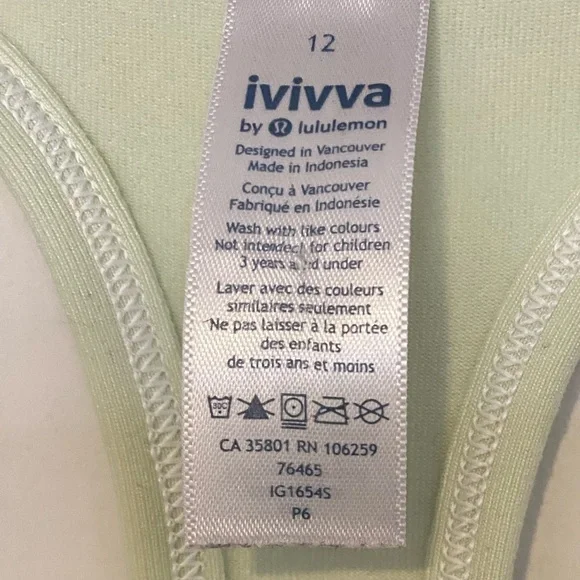 12
ivivva
by lululemon
Designed in Vancouver
Made in Indonesia
Conçu à Vancouver
Fabriqué en Indonésie
Wash with like colours
Not intended for children
3 years and under
Laver avec des couleurs
similaires seulement
Ne pas laisser à la portée
des enfants
de trois ans et moins
30C
CA 35801 RN 106259
76465
IG1654S
P6